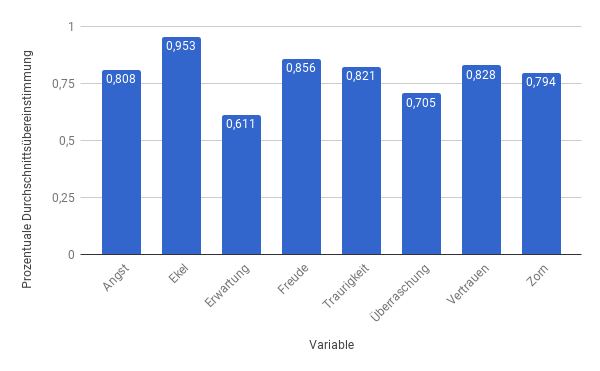 Prozentuale Durchschnittsübereinstimmung
1
0,75
0,5
0,25
0
0,808
0,953
0,611
0,856
0,821
0,705
0,828
0,794
Angst
Ekel
Erwartung
Freude
Traurigkeit
Überraschung
Vertrauen
Zorn
Variable